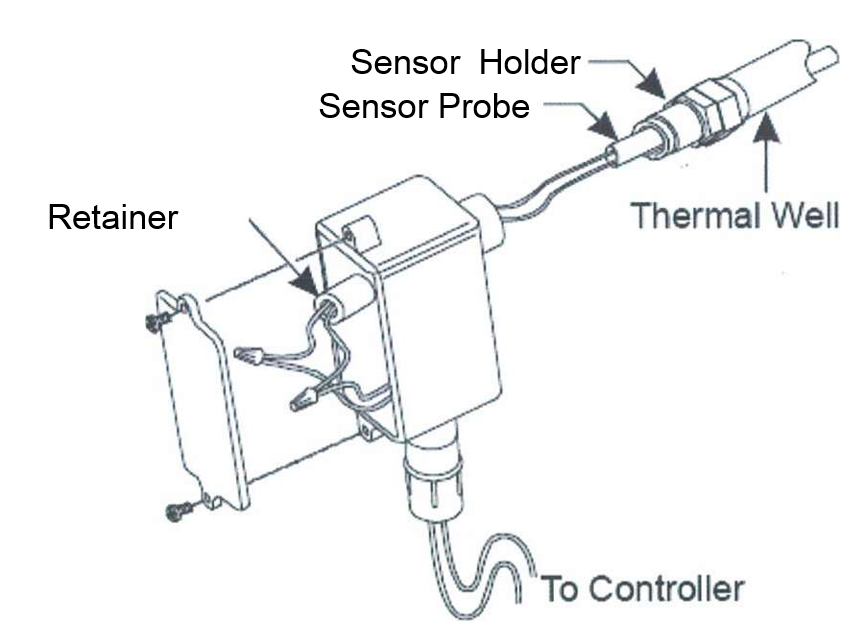 Sensor Holder
Sensor Probe
Retainer
Thermal Well
To Controller